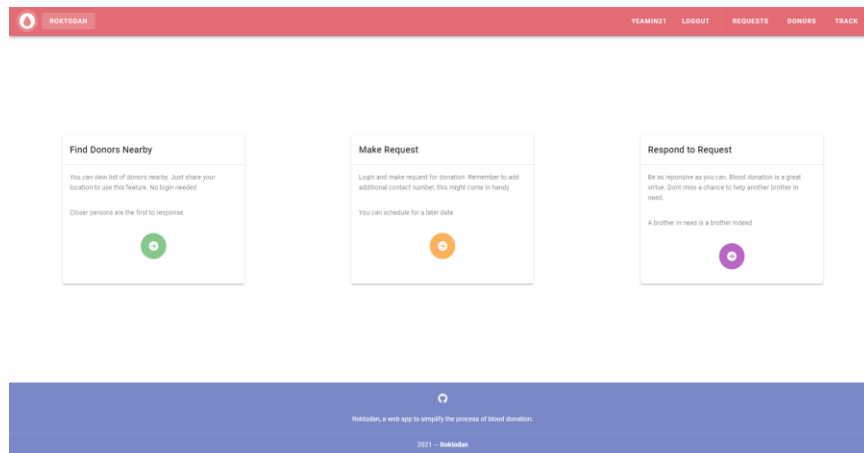 ROKTODAN
YEAMIN21 LOGOUT REQUESTS DONORS TRACK
Find Donors Nearby
You can view list of donors nearby. Just share your
location to use this feature. No login needed
Closer persons are the first to response.
Make Request
Login and make request for donation. Remember to add
additional contact number, this might come in handy
You can schedule for a later date
Respond to Request
Be as reponsive as you can. Blood donation is a great
virtue. Dont miss a chance to help another brother in
need.
A brother in need is a brother indeed
Roktodan, a web app to simplify the process of blood donation.
2021 — Roktodan